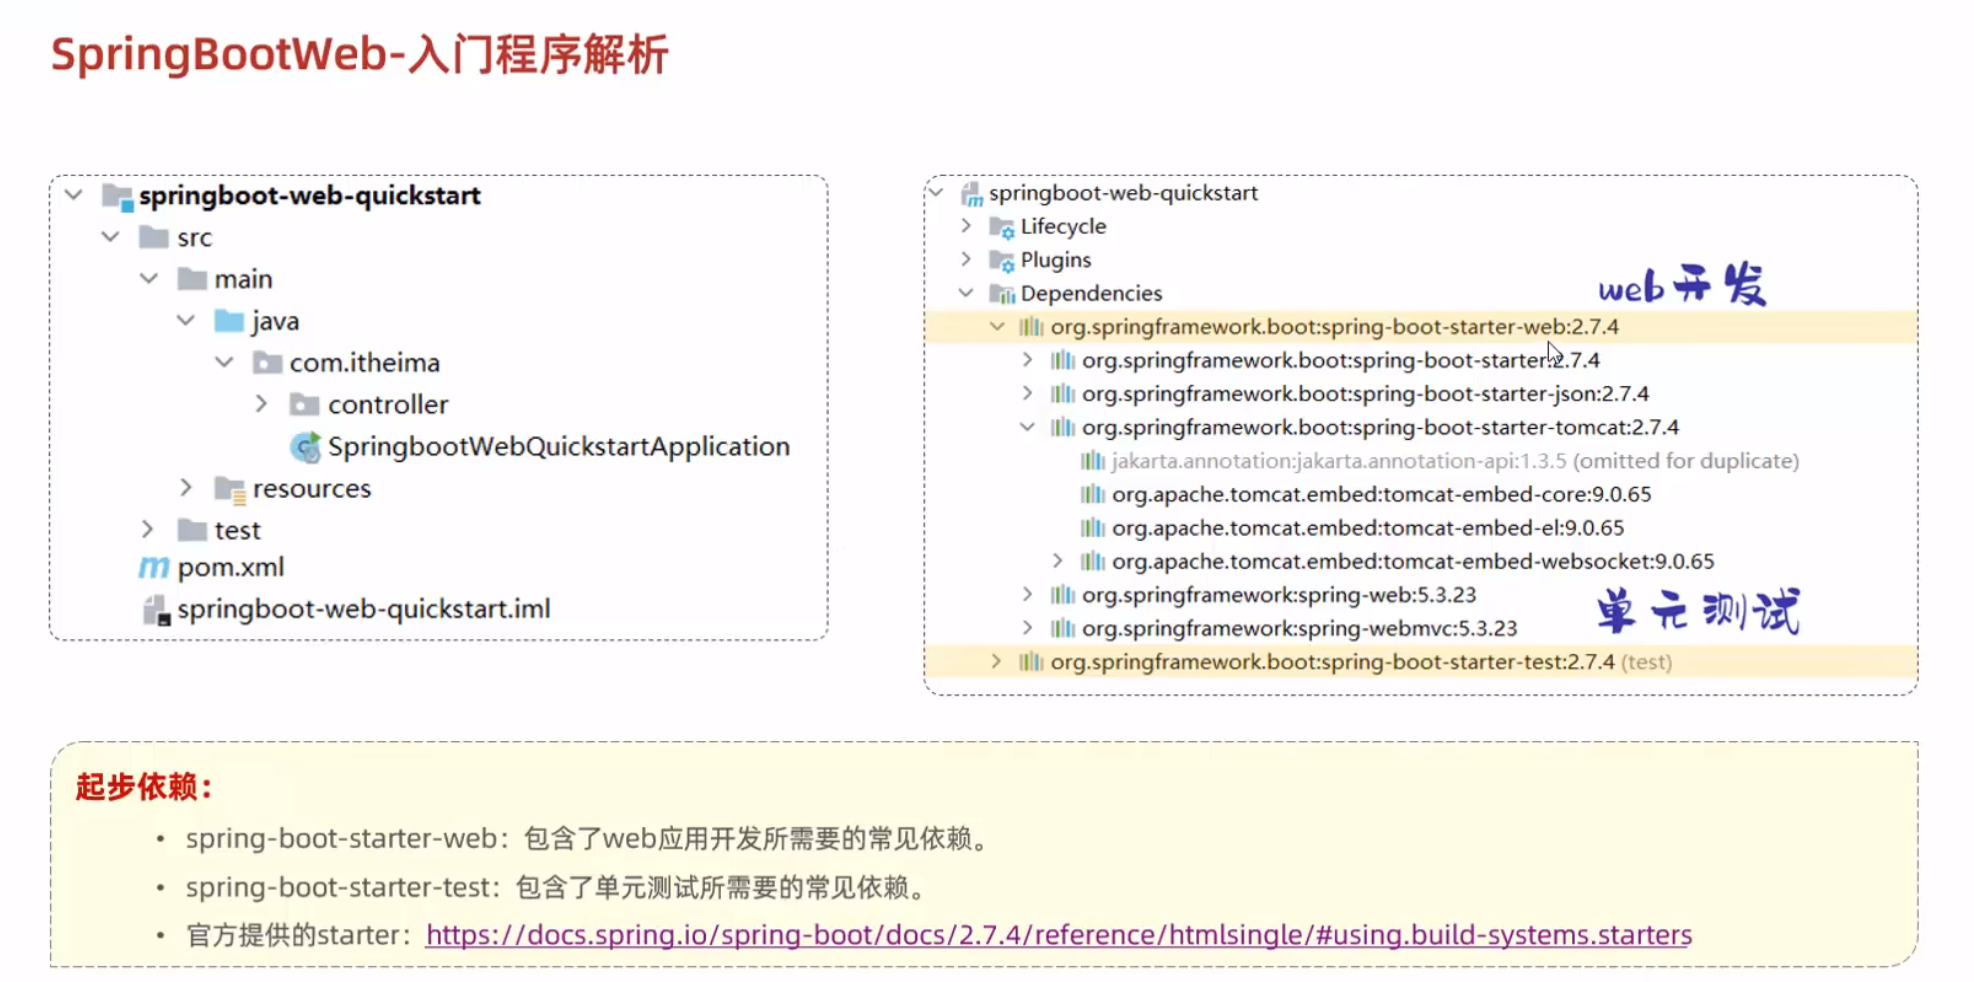 SpringBootWeb-入门程序解析
springboot-web-quickstart
src
main
java
com.itheima
controller
SpringbootWebQuickstartApplication
resources
test
pom.xml
springboot-web-quickstart.iml
springboot-web-quickstart
Lifecycle
Plugins
Dependencies
web开发
org.springframework.boot:spring-boot-starter-web:2.7.4
org.springframework.boot:spring-boot-starter:2.7.4
org.springframework.boot:spring-boot-starter-json:2.7.4
org.springframework.boot:spring-boot-starter-tomcat:2.7.4
jakarta.annotation:jakarta.annotation-api:1.3.5 (omitted for duplicate)
org.apache.tomcat.embed:tomcat-embed-core:9.0.65
org.apache.tomcat.embed:tomcat-embed-el:9.0.65
org.apache.tomcat.embed:tomcat-embed-websocket:9.0.65
org.springframework:spring-web:5.3.23
单元测试
org.springframework:spring-webmvc:5.3.23
org.springframework.boot:spring-boot-starter-test:2.7.4 (test)
起步依赖：
• spring-boot-starter-web：包含了web应用开发所需要的常见依赖。
• spring-boot-starter-test：包含了单元测试所需要的常见依赖。
• 官方提供的starter：https://docs.spring.io/spring-boot/docs/2.7.4/reference/htmlsingle/#using.build-systems.starters